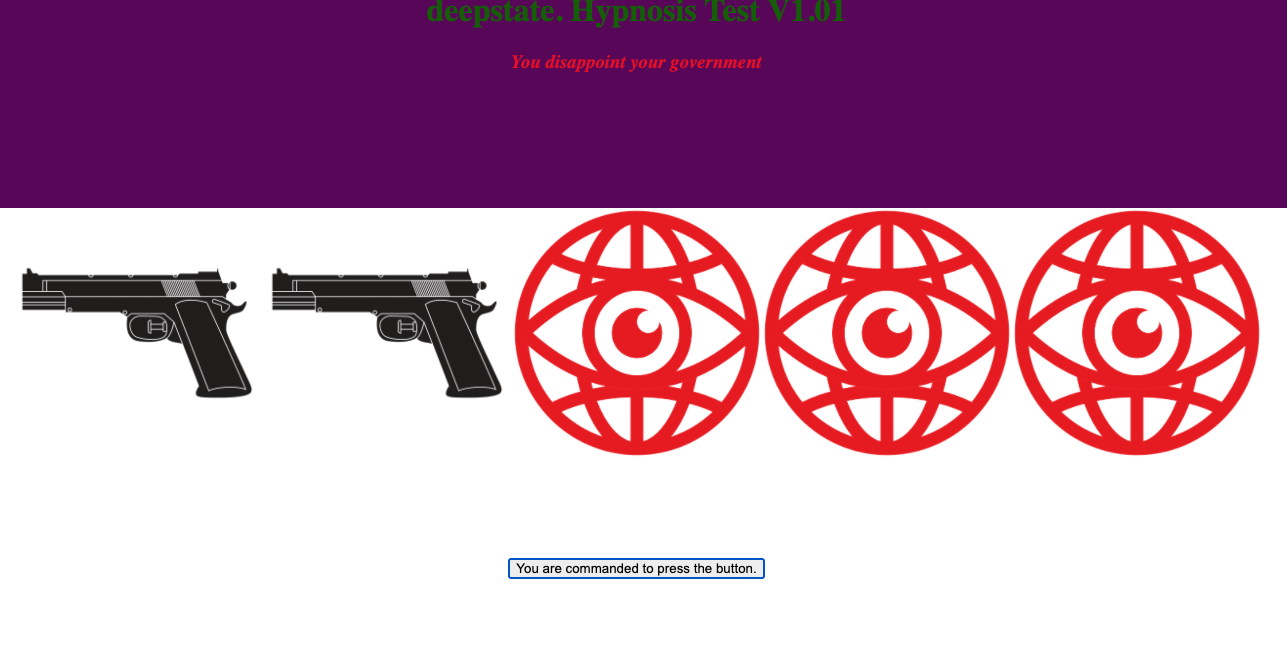 deepstate. Hypnosis Test V1.01
You disappoint your government
You are commanded to press the button.